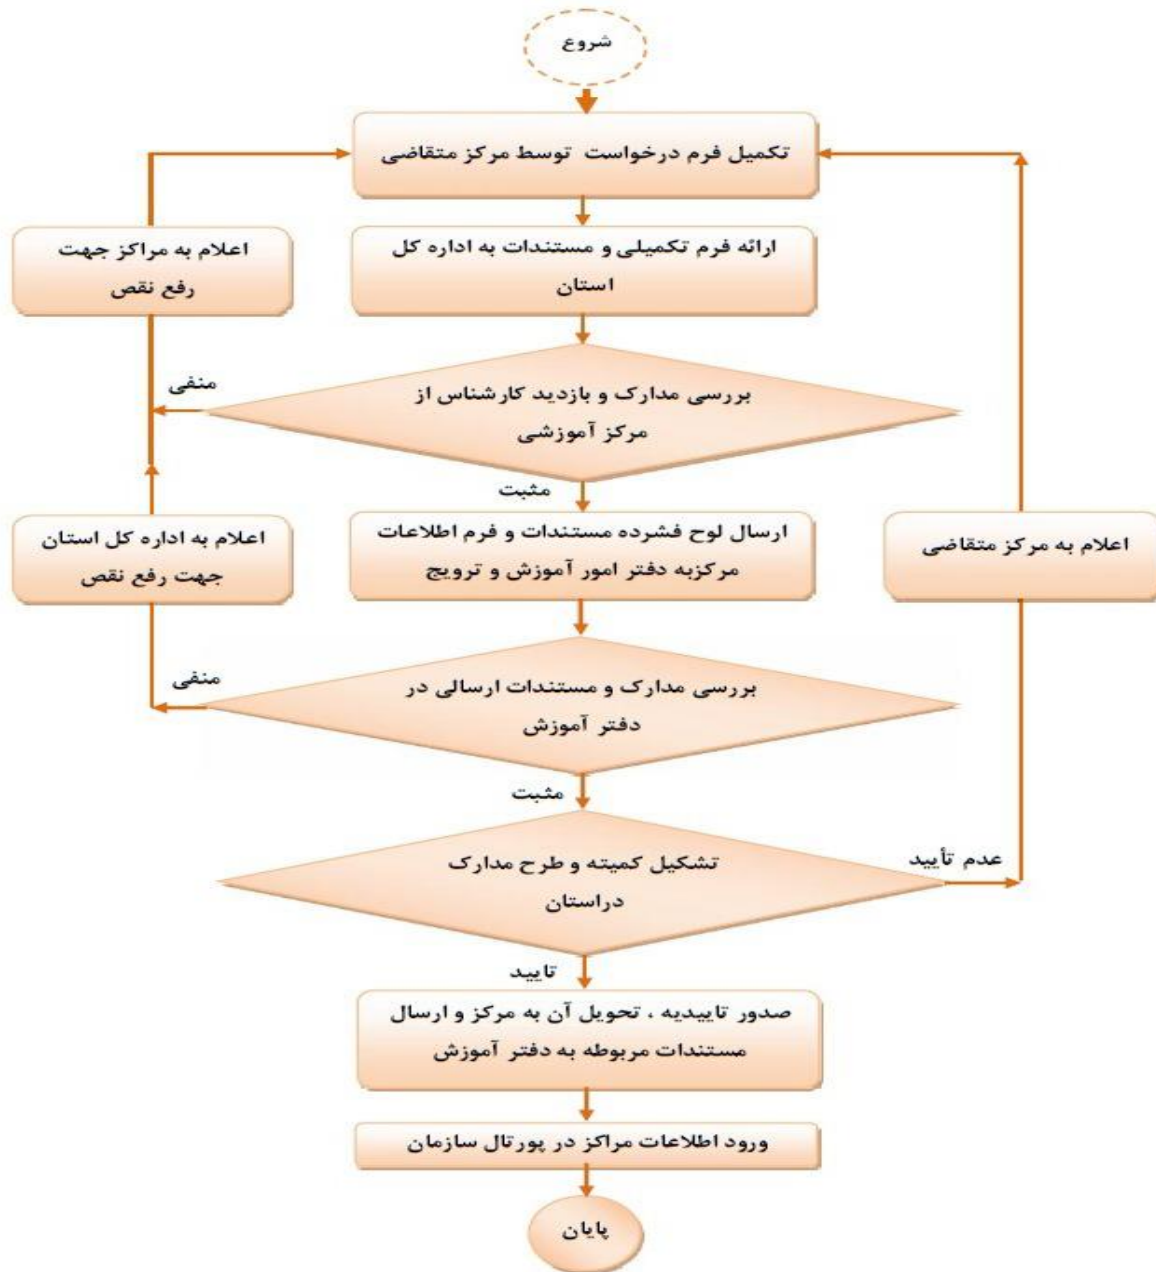 شروع
تکمیل فرم درخواست توسط مرکز متقاضی
ارائه فرم تکمیلی و مستندات به اداره کل
استان
اعلام به مراکز جهت
رفع نقص
بررسی مدارک و بازدید کارشناس از
مرکز آموزشی
منفی
مثبت
ارسال لوح فشرده مستندات و فرم اطلاعات
مرکزبه دفتر امور آموزش و ترویج
اعلام به اداره کل استان
جهت رفع نقص
اعلام به مرکز متقاضی
بررسی مدارک و مستندات ارسالی در
دفتر آموزش
منفی
مثبت
تشکیل کمیته و طرح مدارک
دراستان
عدم تأیید
تایید
صدور تاییدیه ، تحویل آن به مرکز و ارسال
مستندات مربوطه به دفتر آموزش
ورود اطلاعات مراکز در پورتال سازمان
پایان